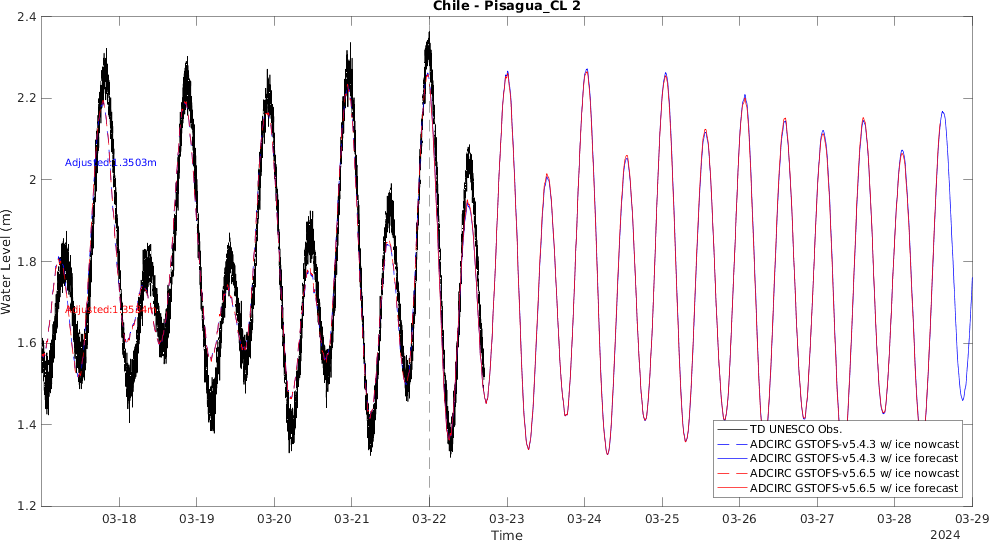 Chile - Pisagua_CL 2
2.4
2.2
2
1.8
1.6
1.4
1.2
Water Level (m)
Adjusted:1.3503m
03-18
03-19
03-20
03-21
03-22
03-23
03-24
03-25
03-26
03-27
03-28
03-29
Time
2024
TD UNESCO Obs.
ADCIRC GSTOFS-v5.4.3 w/ ice nowcast
ADCIRC GSTOFS-v5.4.3 w/ ice forecast
ADCIRC GSTOFS-v5.6.5 w/ ice nowcast
ADCIRC GSTOFS-v5.6.5 w/ ice forecast